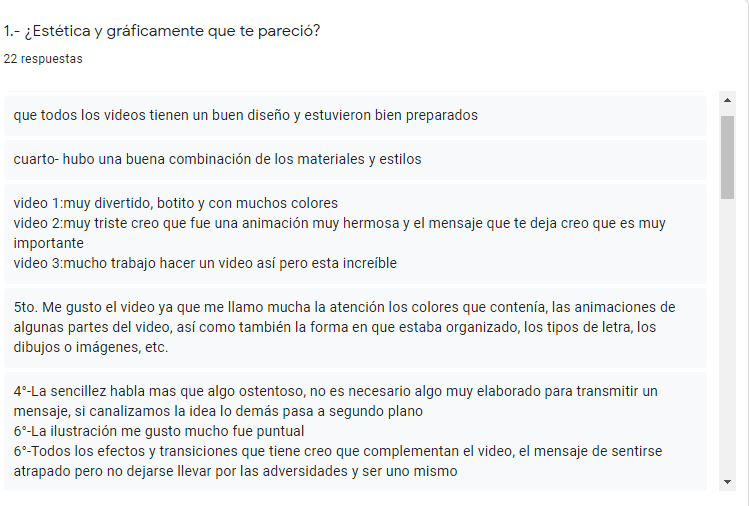 1.- ¿Estética y gráficamente que te pareció?
22 respuestas
que todos los videos tienen un buen diseño y estuvieron bien preparados
cuarto- hubo una buena combinación de los materiales y estilos
video 1:muy divertido, botito y con muchos colores
video 2:muy triste creo que fue una animación muy hermosa y el mensaje que te deja creo que es muy
importante
video 3:mucho trabajo hacer un video así pero esta increíble
5to. Me gusto el video ya que me llamo mucha la atención los colores que contenía, las animaciones de
algunas partes del video, así como también la forma en que estaba organizado, los tipos de letra, los
dibujos o imágenes, etc.
4°-La sencillez habla mas que algo ostentoso, no es necesario algo muy elaborado para transmitir un
mensaje, si canalizamos la idea lo demás pasa a segundo plano
6°-La ilustración me gusto mucho fue puntual
6°-Todos los efectos y transiciones que tiene creo que complementan el video, el mensaje de sentirse
atrapado pero no dejarse llevar por las adversidades y ser uno mismo